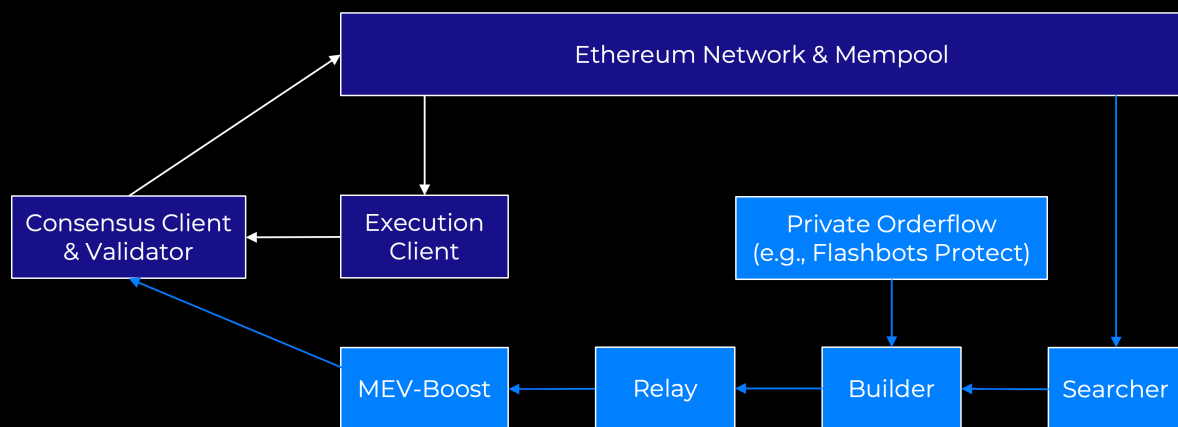 Ethereum Network & Mempool
Consensus Client
& Validator
Execution
Client
Private Orderflow
(e.g., Flashbots Protect)
MEV-Boost
Relay
Builder
Searcher